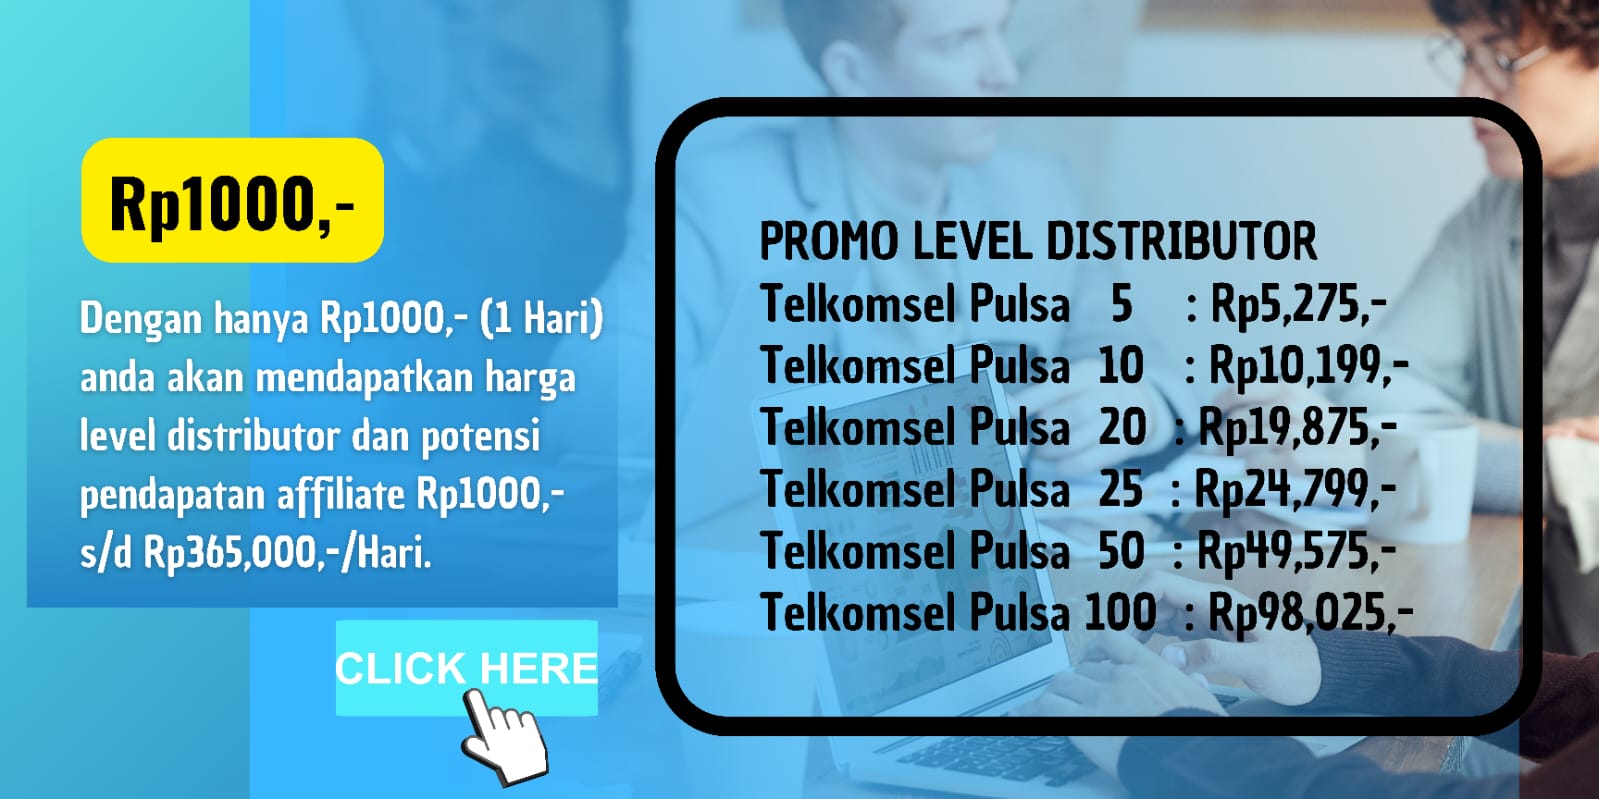 Rp1000,-
Dengan hanya Rp1000,- (1 Hari)
anda akan mendapatkan harga
level distributor dan potensi
pendapatan affiliate Rp1000,-
s/d Rp365,000,-/Hari.
CLICK HERE
PROMO LEVEL DISTRIBUTOR
Telkomsel Pulsa 5 : Rp5,275,-
Telkomsel Pulsa 10 : Rp10,199,-
Telkomsel Pulsa 20 : Rp19,875,-
Telkomsel Pulsa 25 : Rp24,799,-
Telkomsel Pulsa 50 : Rp49,575,-
Telkomsel Pulsa 100 : Rp98,025,-